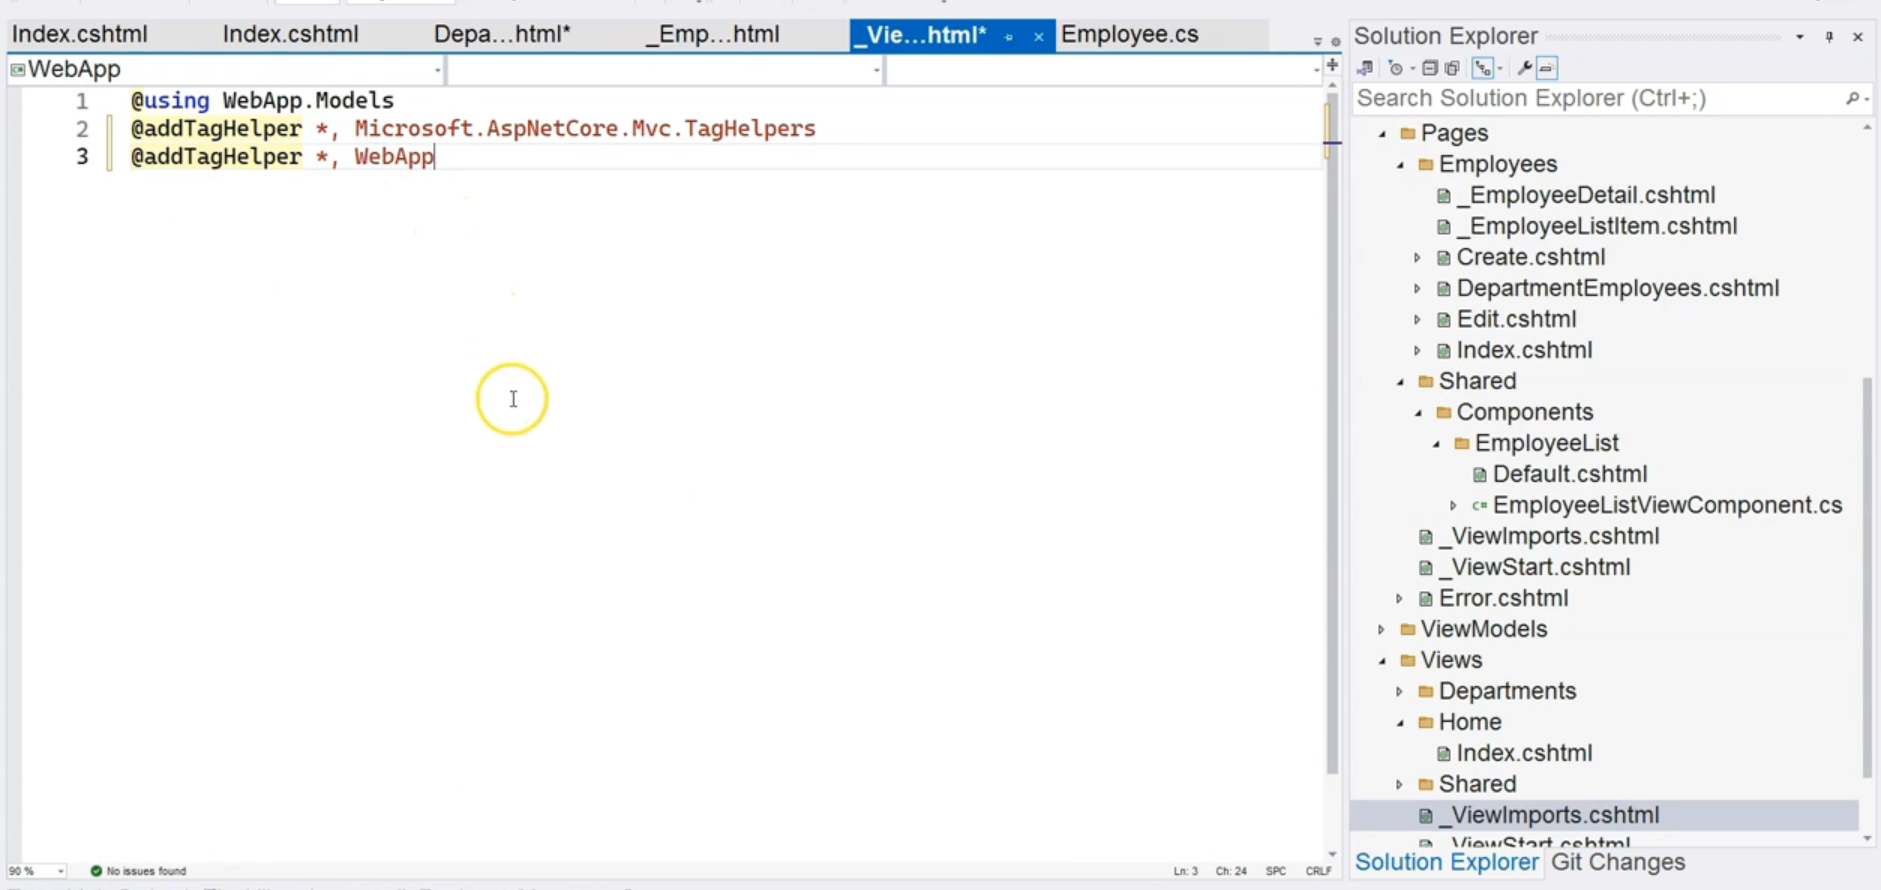 Index.cshtml Index.cshtml Depa...html* _Emp...html _Vie...html* Employee.cs
WebApp
1 @using WebApp.Models
2 @addTagHelper *, Microsoft.AspNetCore.Mvc.TagHelpers
3 @addTagHelper *, WebApp
90 % No issues found Ln: 3 Ch: 24 SPC CRLF
Solution Explorer
Search Solution Explorer (Ctrl+;)
Pages
Employees
_EmployeeDetail.cshtml
_EmployeeListItem.cshtml
Create.cshtml
DepartmentEmployees.cshtml
Edit.cshtml
Index.cshtml
Shared
Components
EmployeeList
Default.cshtml
C# EmployeeListViewComponent.cs
_ViewImports.cshtml
_ViewStart.cshtml
Error.cshtml
ViewModels
Views
Departments
Home
Index.cshtml
Shared
_ViewImports.cshtml
_ViewStart.cshtml
Solution Explorer Git Changes